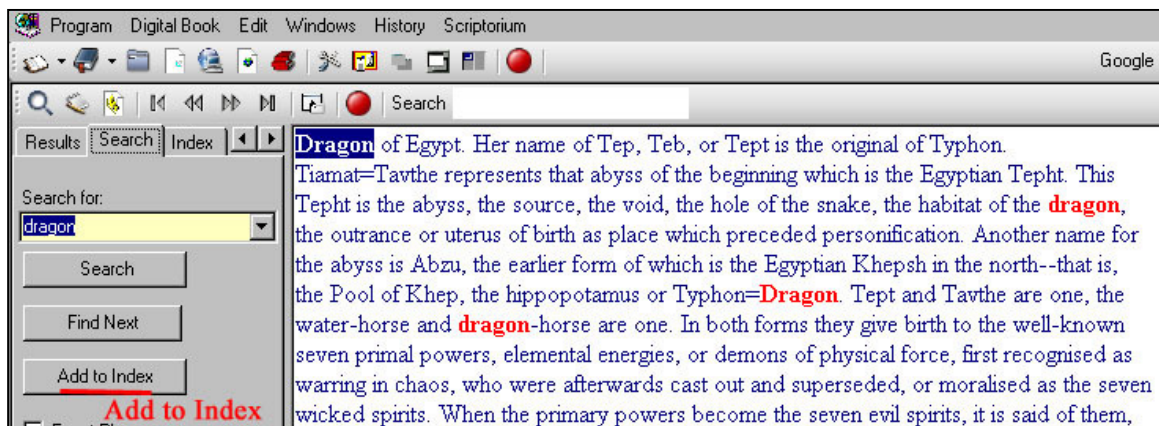 Program Digital Book Edit Windows History Scriptorium
Google
Search
Results Search Index
Search for:
dragon
Search
Find Next
Add to Index
Add to Index
Dragon of Egypt. Her name of Tep, Teb, or Tept is the original of Typhon.
Tiamat=Tavthe represents that abyss of the beginning which is the Egyptian Tepht. This
Tepht is the abyss, the source, the void, the hole of the snake, the habitat of the dragon,
the outrance or uterus of birth as place which preceded personification. Another name for
the abyss is Abzu, the earlier form of which is the Egyptian Khepsh in the north--that is,
the Pool of Khep, the hippopotamus or Typhon=Dragon. Tept and Tavthe are one, the
water-horse and dragon-horse are one. In both forms they give birth to the well-known
seven primal powers, elemental energies, or demons of physical force, first recognised as
warring in chaos, who were afterwards cast out and superseded, or moralised as the seven
wicked spirits. When the primary powers become the seven evil spirits, it is said of them,